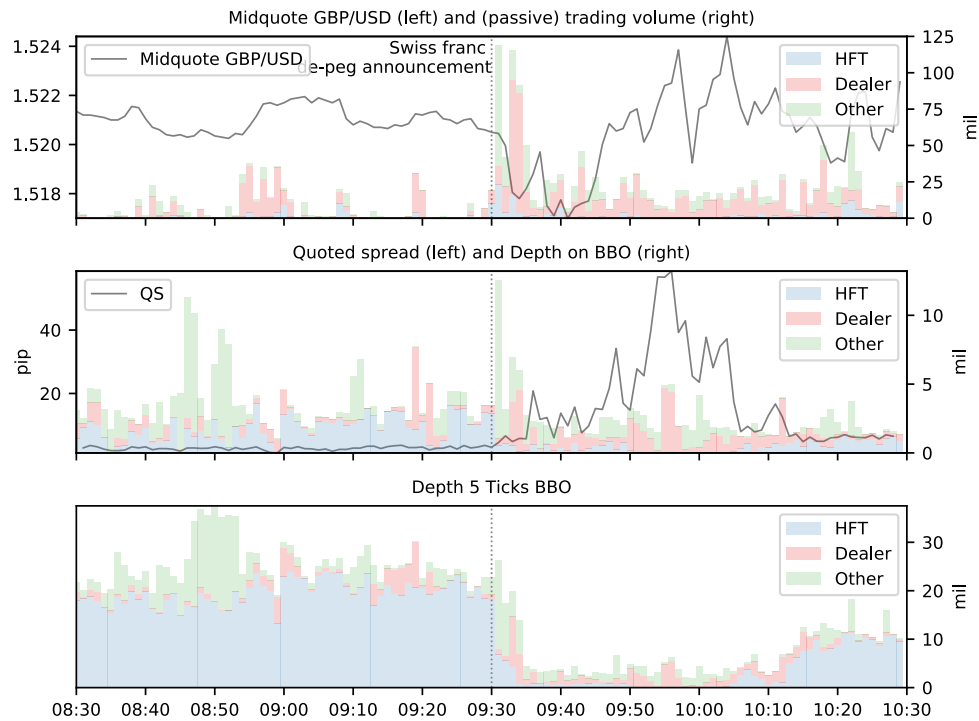 Midquote GBP/USD (left) and (passive) trading volume (right)
1.524
1.522
1.520
1.518
Midquote GBP/USD
Swiss franc
de-peg announcement
HFT
Dealer
Other
125
100
75
50
25
0
mil
Quoted spread (left) and Depth on BBO (right)
40
20
pip
QS
HFT
Dealer
Other
10
5
0
mil
Depth 5 Ticks BBO
HFT
Dealer
Other
30
20
10
0
mil
08:30 08:40 08:50 09:00 09:10 09:20 09:30 09:40 09:50 10:00 10:10 10:20 10:30